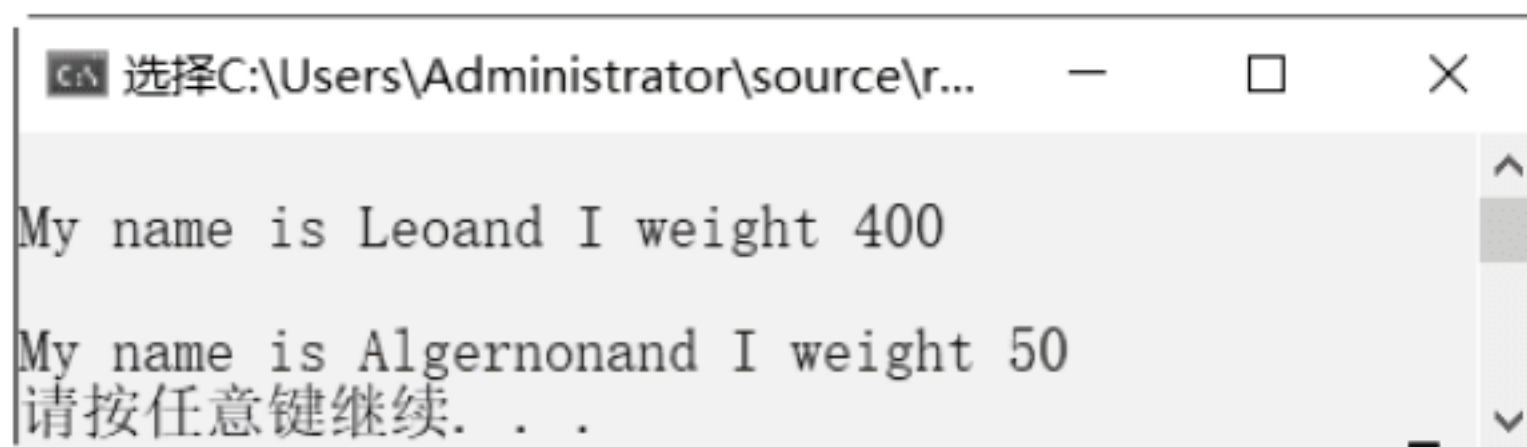 选择C:\Users\Administrator\source\r...
My name is Leoand I weight 400
My name is Algernonand I weight 50
请按任意键继续. . .